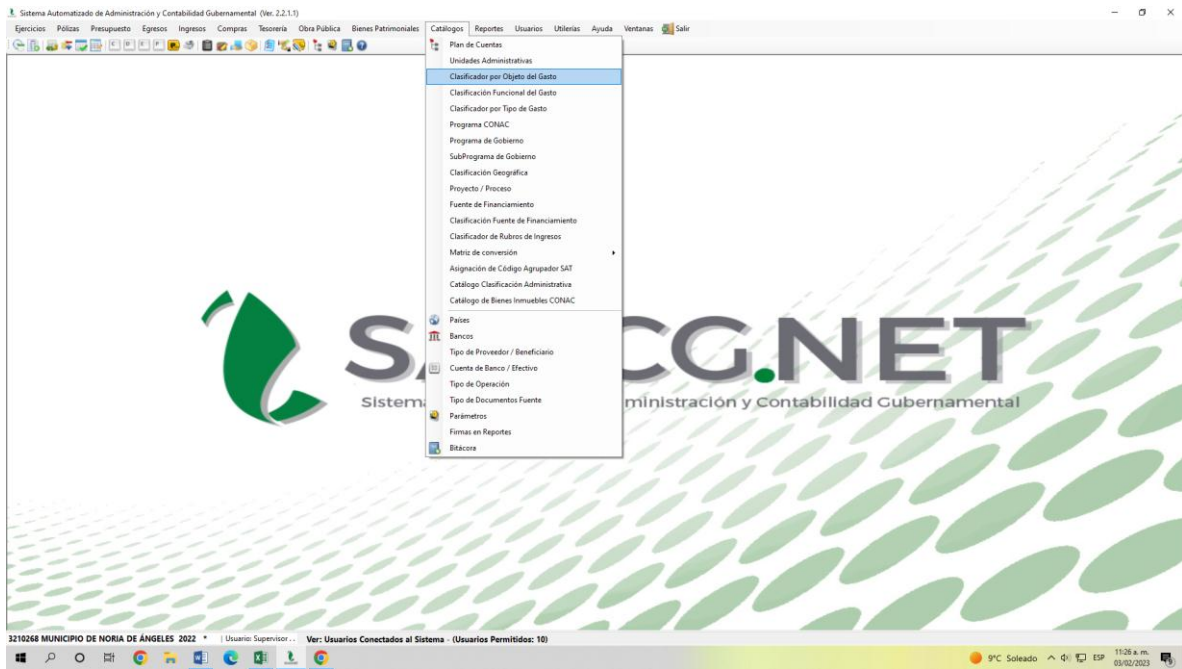 Sistema Automatizado de Administración y Contabilidad Gubernamental (Ver. 2.2.1.1)
Ejercicios Pólizas Presupuesto Egresos Ingresos Compras Tesorería Obra Pública Bienes Patrimoniales Catálogos Reportes Usuarios Utilerías Ayuda Ventanas Salir
Plan de Cuentas
Unidades Administrativas
Clasificador por Objeto del Gasto
Clasificación Funcional del Gasto
Clasificador por Tipo de Gasto
Programa CONAC
Programa de Gobierno
SubPrograma de Gobierno
Clasificación Geográfica
Proyecto / Proceso
Fuente de Financiamiento
Clasificación Fuente de Financiamiento
Clasificador de Rubros de Ingresos
Matriz de conversión
Asignación de Código Agrupador SAT
Catálogo Clasificación Administrativa
Catálogo de Bienes Inmuebles CONAC
Países
Bancos
Tipo de Proveedor / Beneficiario
Cuenta de Banco / Efectivo
Tipo de Operación
Tipo de Documentos Fuente
Parámetros
Firmas en Reportes
Bitácora
S CG.NET
Sistema ministración y Contabilidad Gubernamental
3210268 MUNICIPIO DE NORIA DE ÁNGELES 2022 * | Usuario: Supervisor . . Ver: Usuarios Conectados al Sistema - (Usuarios Permitidos: 10)
9°C Soleado ESP 11:26 a. m.
03/02/2023